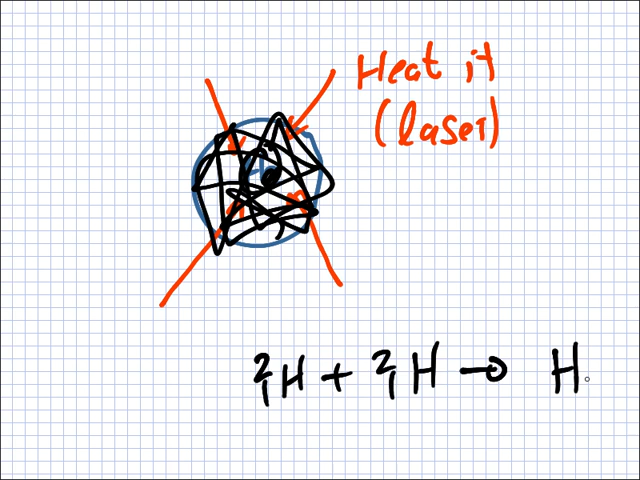 Heat it
(laser)
²₁H + ²₁H → H